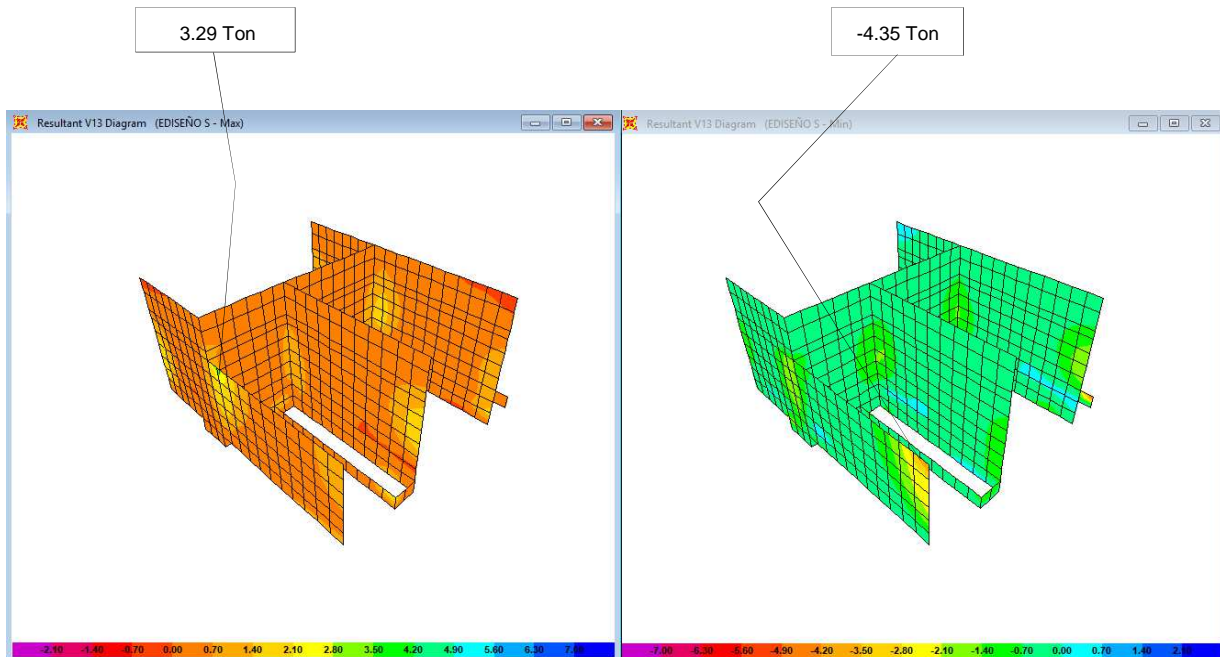 3.29 Ton
-4.35 Ton
Resultant V13 Diagram (EDISEÑO S - Max)
Resultant V13 Diagram (EDISEÑO S - Min)
-2.10 -1.40 -0.70 0.00 0.70 1.40 2.10 2.80 3.50 4.20 4.90 5.60 6.30 7.00
-7.00 -6.30 -5.60 -4.90 -4.20 -3.50 -2.80 -2.10 -1.40 -0.70 0.00 0.70 1.40 2.10